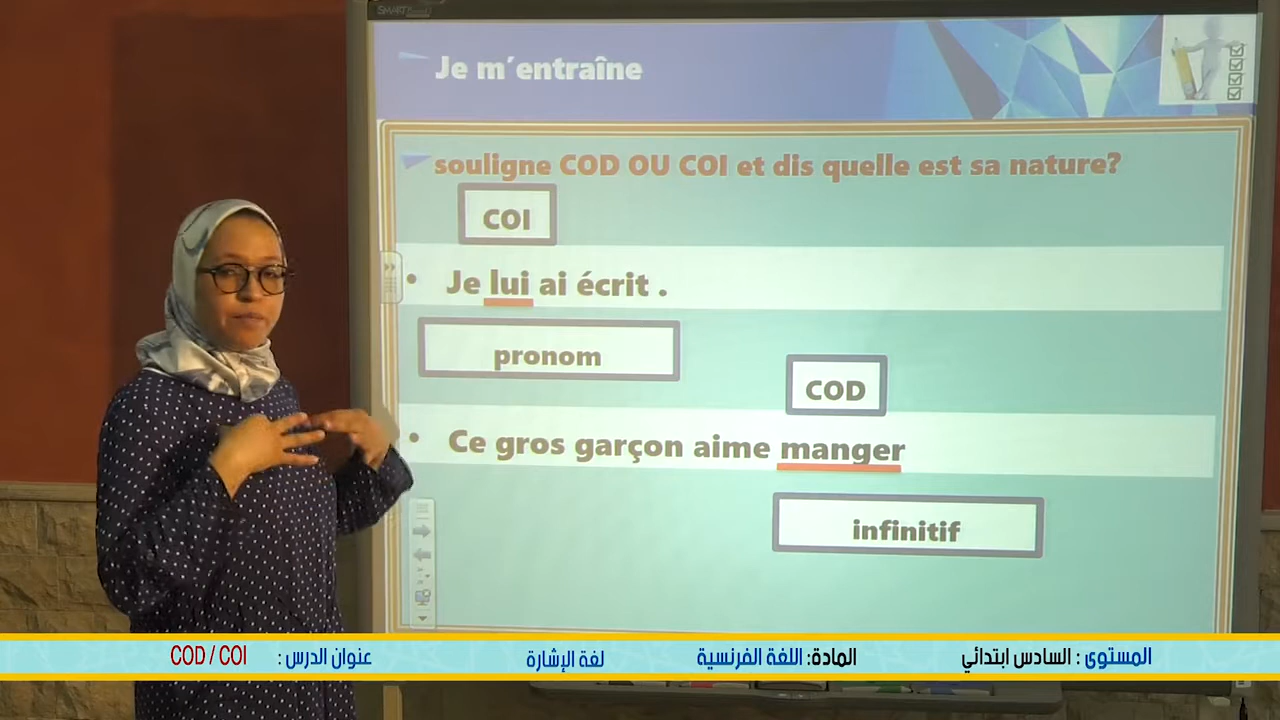 SMART
Je m´entraîne
souligne COD OU COI et dis quelle est sa nature?
COI
Je lui ai écrit .
pronom
COD
Ce gros garçon aime manger
infinitif
المستوى : السادس ابتدائي
المادة: اللغة الفرنسية
لغة الإشارة
عنوان الدرس : COD / COI